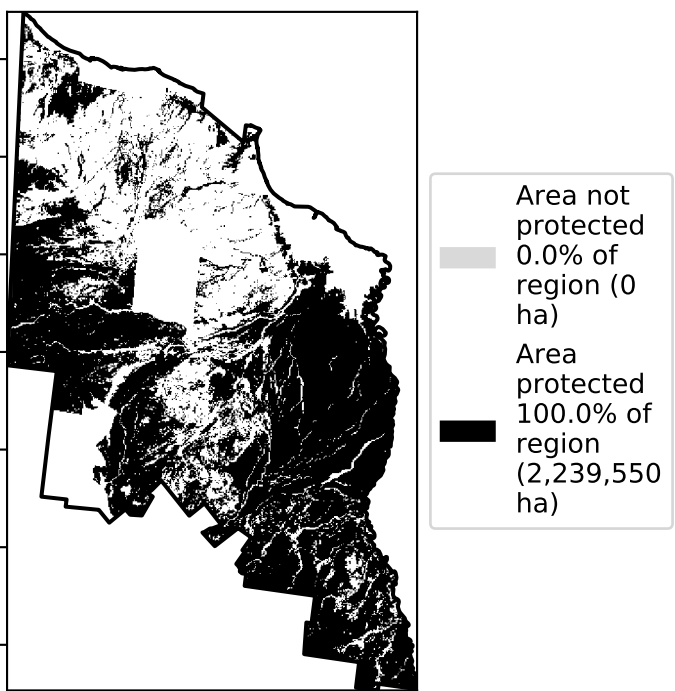 Area not
protected
0.0% of
region (0
ha)
Area
protected
100.0% of
region
(2,239,550
ha)